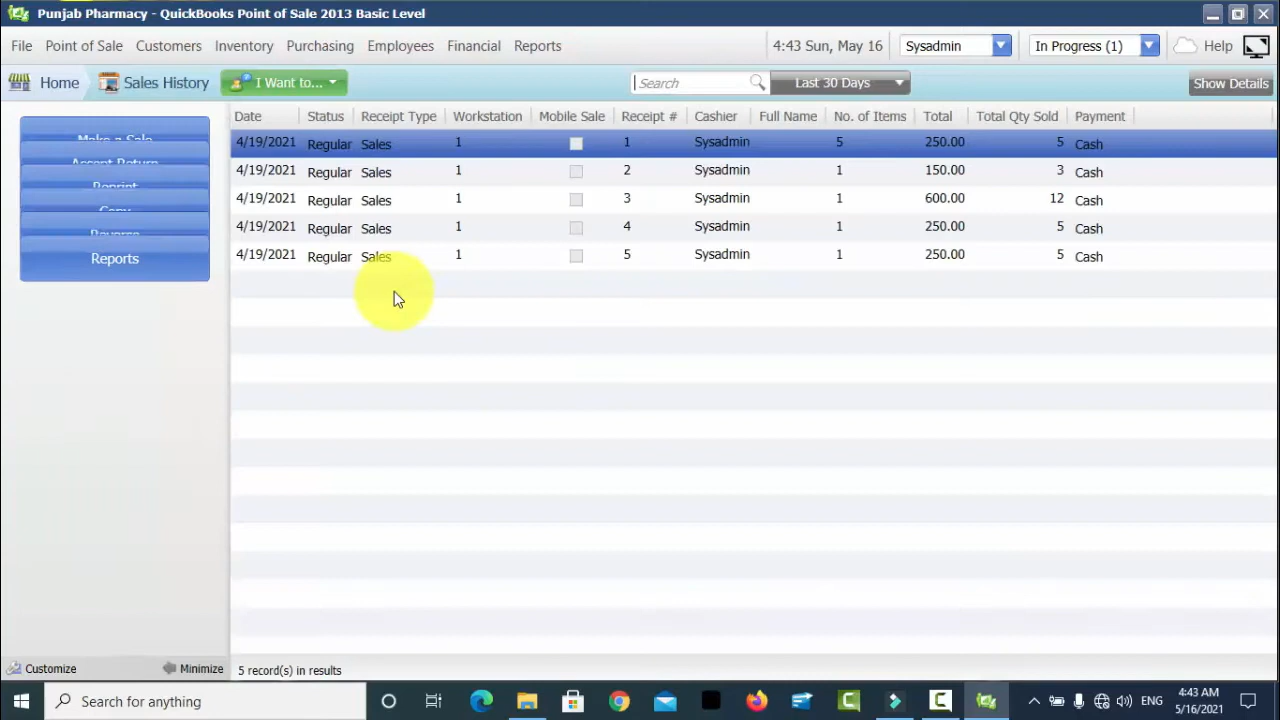 Punjab Pharmacy - QuickBooks Point of Sale 2013 Basic Level
File Point of Sale Customers Inventory Purchasing Employees Financial Reports 4:43 Sun, May 16 Sysadmin In Progress (1) Help
Home Sales History I Want to... Search Last 30 Days Show Details
Date Status Receipt Type Workstation Mobile Sale Receipt # Cashier Full Name No. of Items Total Total Qty Sold Payment
4/19/2021 Regular Sales 1 1 Sysadmin 5 250.00 5 Cash
4/19/2021 Regular Sales 1 2 Sysadmin 1 150.00 3 Cash
4/19/2021 Regular Sales 1 3 Sysadmin 1 600.00 12 Cash
4/19/2021 Regular Sales 1 4 Sysadmin 1 250.00 5 Cash
4/19/2021 Regular Sales 1 5 Sysadmin 1 250.00 5 Cash
Make a Sale
Accept Return
Reprint
Copy
Reverse
Reports
Customize Minimize 5 record(s) in results
Search for anything ENG 4:43 AM
5/16/2021